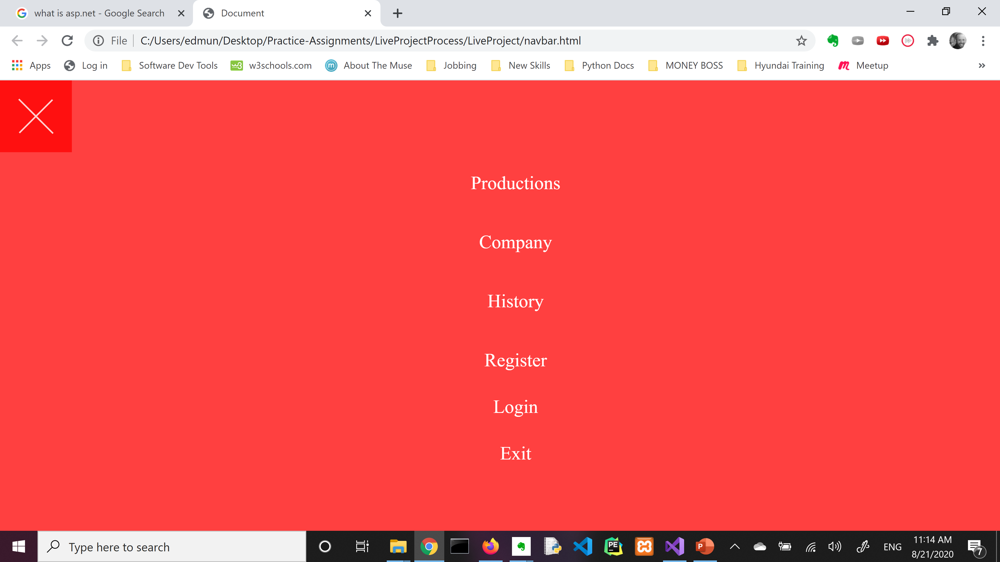 what is asp.net - Google Search
Document
File
C:/Users/edmun/Desktop/Practice-Assignments/LiveProjectProcess/LiveProject/navbar.html
Apps
Log in
Software Dev Tools
w3schools.com
About The Muse
Jobbing
New Skills
Python Docs
MONEY BOSS
Hyundai Training
Meetup
Productions
Company
History
Register
Login
Exit
Type here to search
ENG
11:14 AM
8/21/2020
7